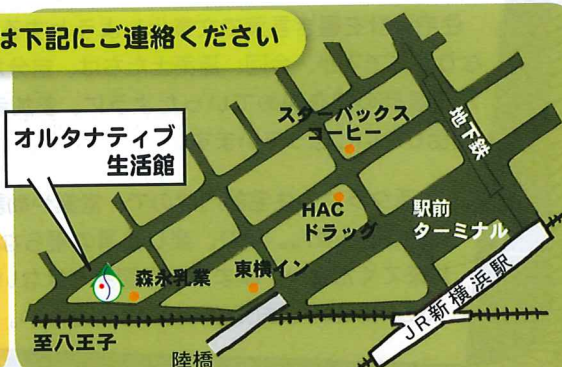 は下記にご連絡ください
オルタナティブ
生活館
スターバックス
コーヒー
地下鉄
HAC
ドラッグ
駅前
ターミナル
森永乳業
東横イン
JR新横浜駅
至八王子
陸橋